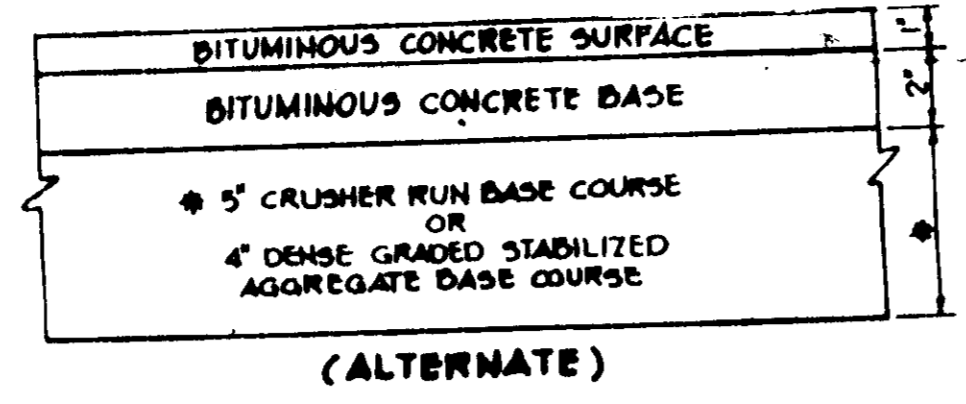 BITUMINOUS CONCRETE SURFACE
1"
BITUMINOUS CONCRETE BASE
2"
* 5" CRUSHER RUN BASE COURSE
OR
4" DENSE GRADED STABILIZED
AGGREGATE BASE COURSE
*
(ALTERNATE)